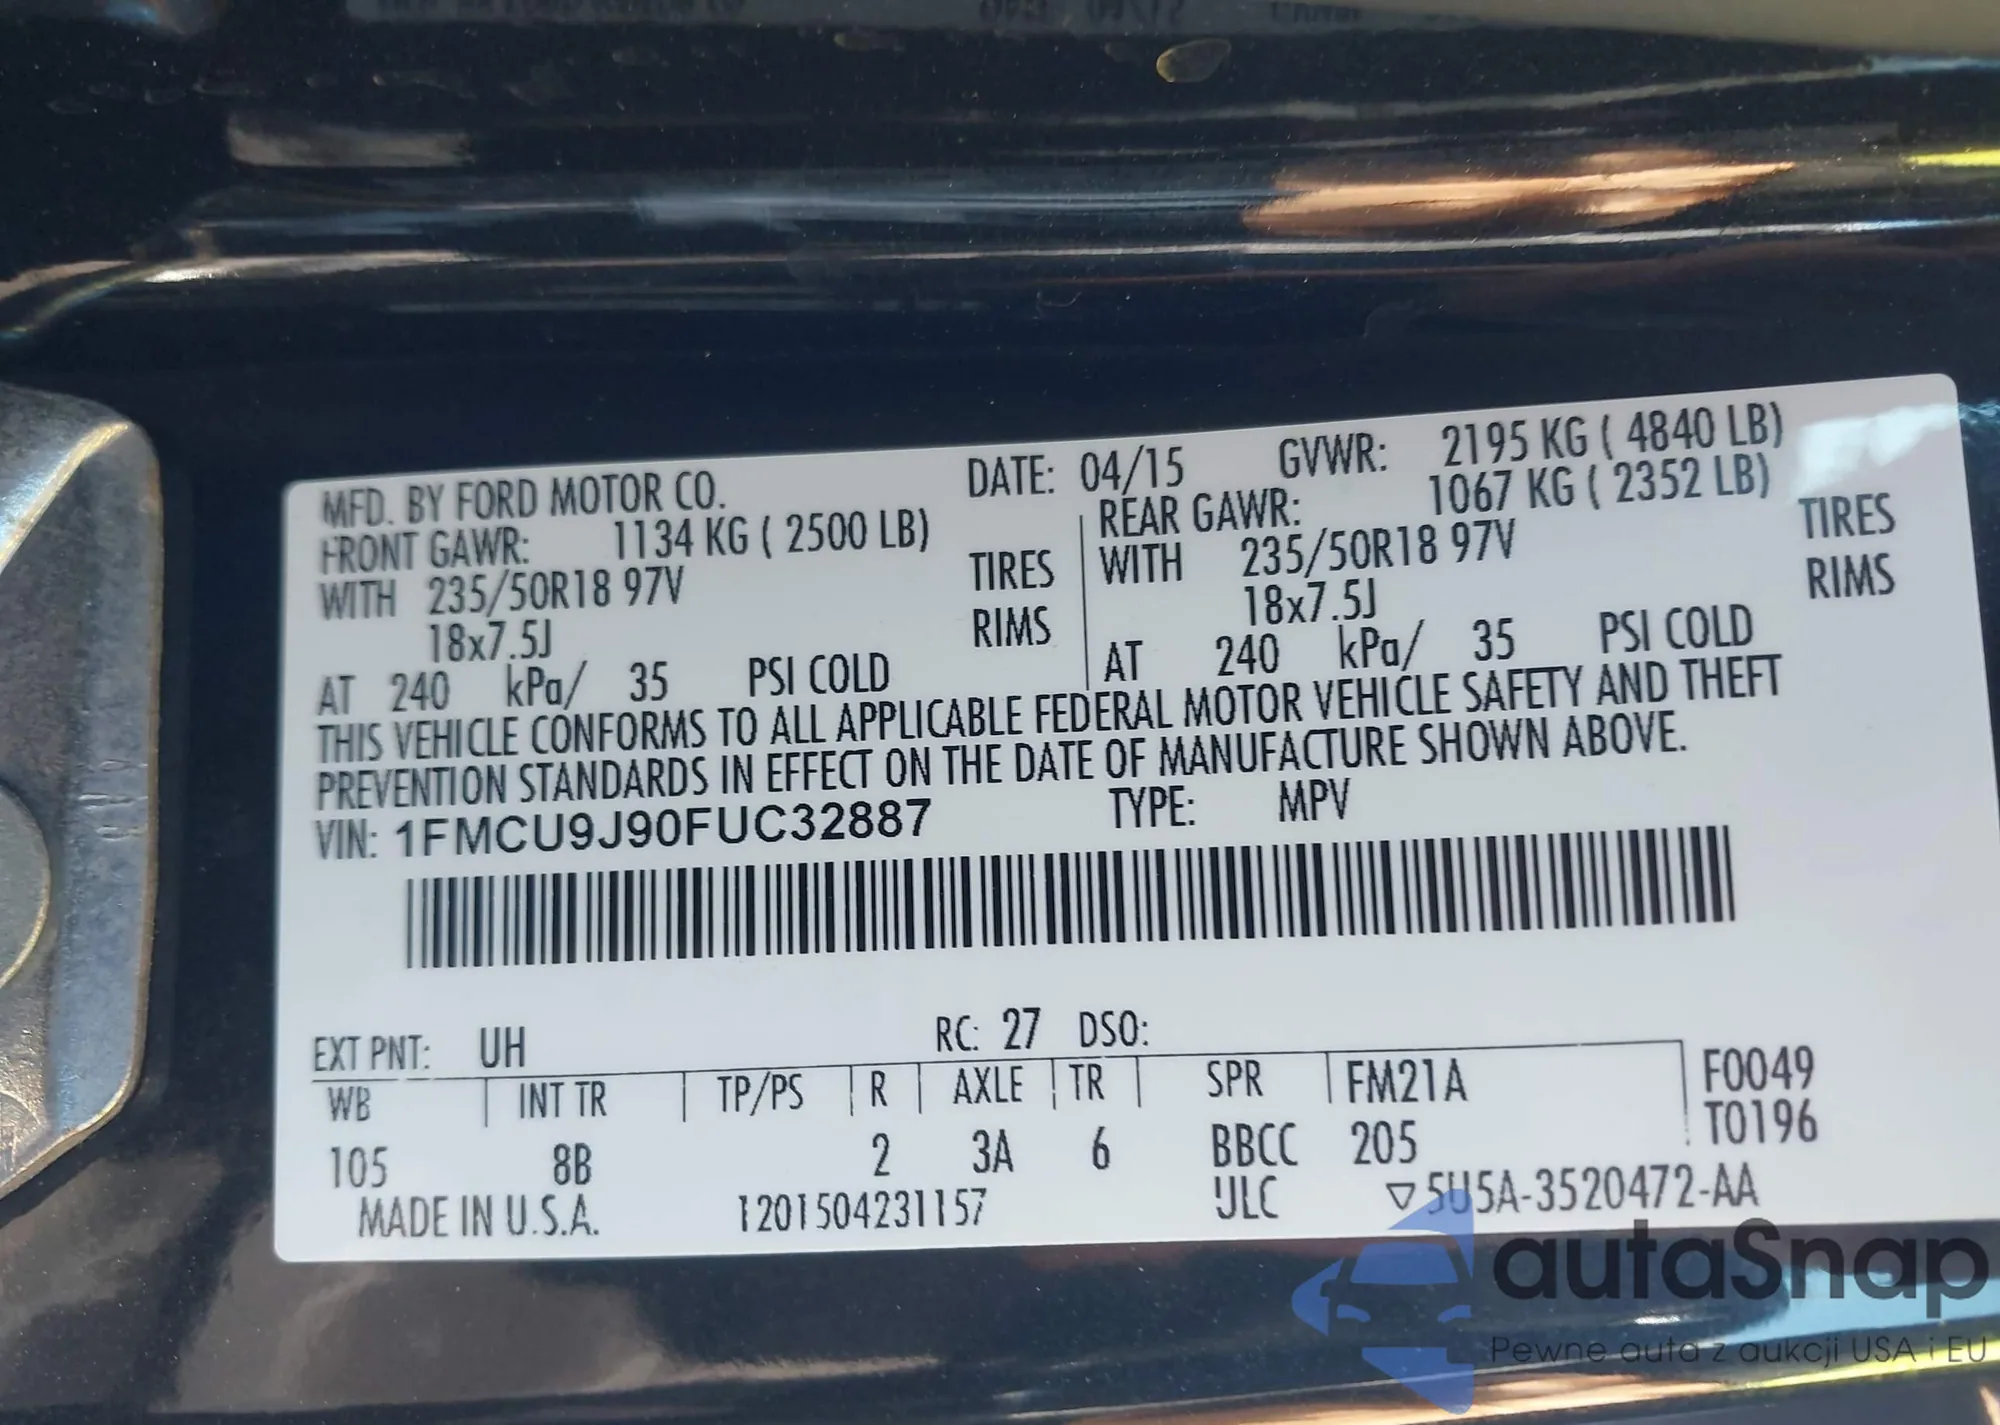 MFD. BY FORD MOTOR CO. DATE: 04/15 GVWR: 2195 KG ( 4840 LB)
FRONT GAWR: 1134 KG ( 2500 LB) REAR GAWR: 1067 KG ( 2352 LB)
WITH 235/50R18 97V TIRES WITH 235/50R18 97V TIRES
18x7.5J RIMS 18x7.5J RIMS
AT 240 kPa/ 35 PSI COLD AT 240 kPa/ 35 PSI COLD
THIS VEHICLE CONFORMS TO ALL APPLICABLE FEDERAL MOTOR VEHICLE SAFETY AND THEFT
PREVENTION STANDARDS IN EFFECT ON THE DATE OF MANUFACTURE SHOWN ABOVE.
VIN: 1FMCU9J90FUC32887 TYPE: MPV
EXT PNT: UH RC: 27 DSO:
WB INT TR TP/PS R AXLE TR SPR FM21A F0049
105 8B 2 3A 6 BBCC 205 T0196
MADE IN U.S.A. 1201504231157 ULC ▽5U5A-3520472-AA
autaSnap
Pewne auta z aukcji USA i EU